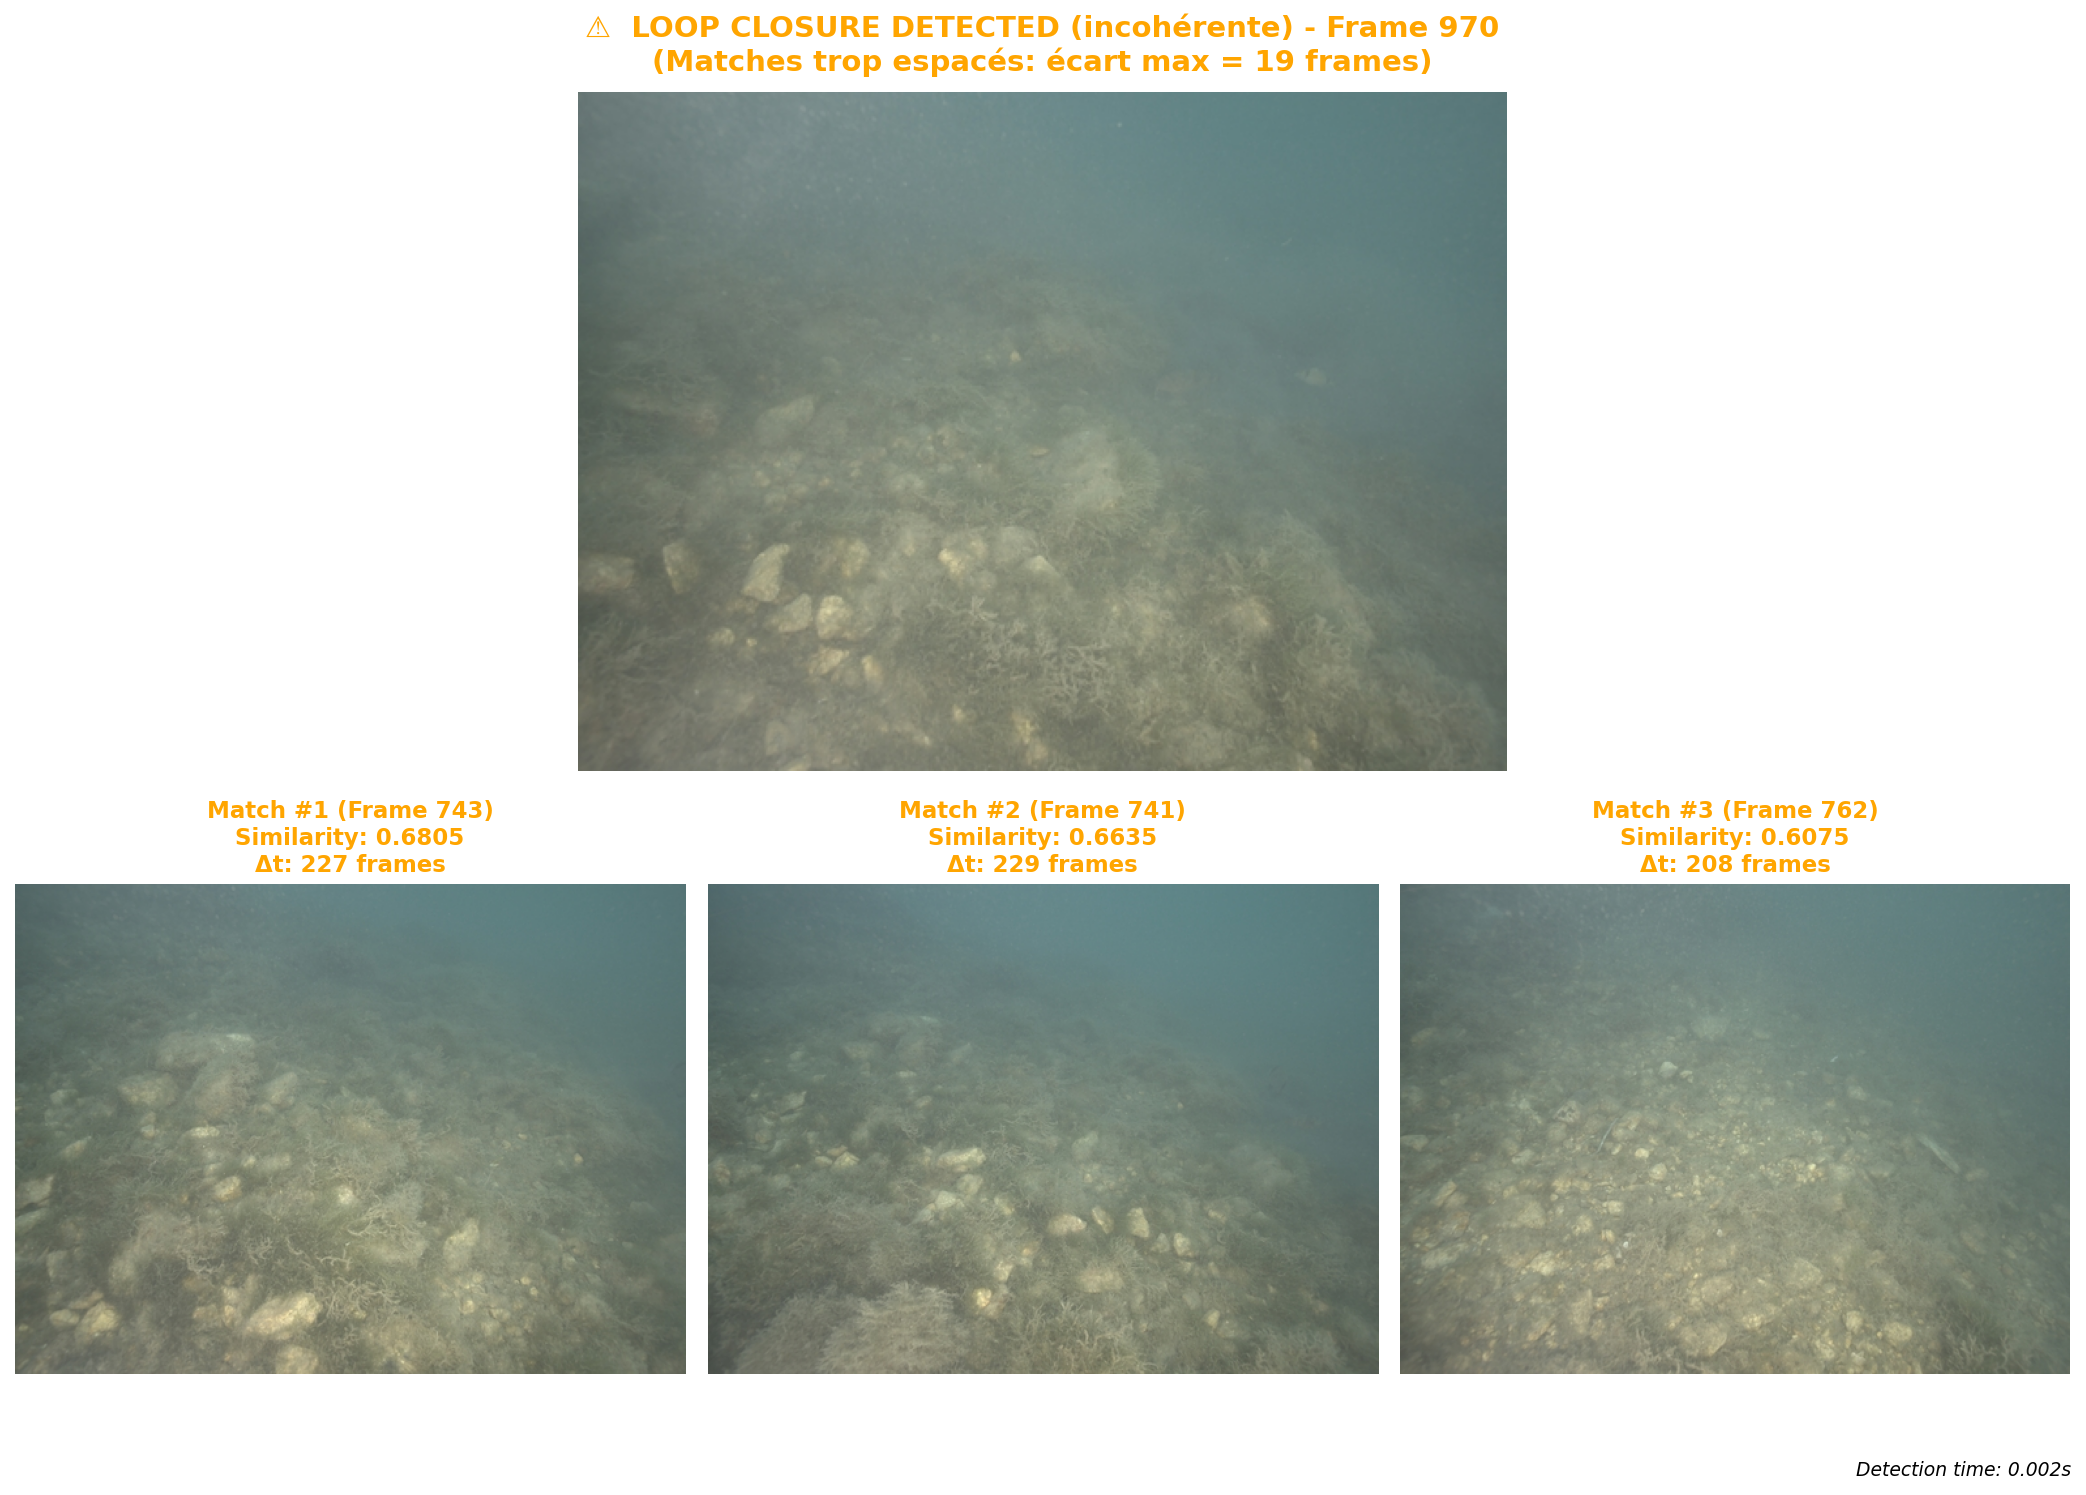 ⚠ LOOP CLOSURE DETECTED (incohérente) - Frame 970
(Matches trop espacés: écart max = 19 frames)
Match #1 (Frame 743)
Similarity: 0.6805
Δt: 227 frames
Match #2 (Frame 741)
Similarity: 0.6635
Δt: 229 frames
Match #3 (Frame 762)
Similarity: 0.6075
Δt: 208 frames
Detection time: 0.002s